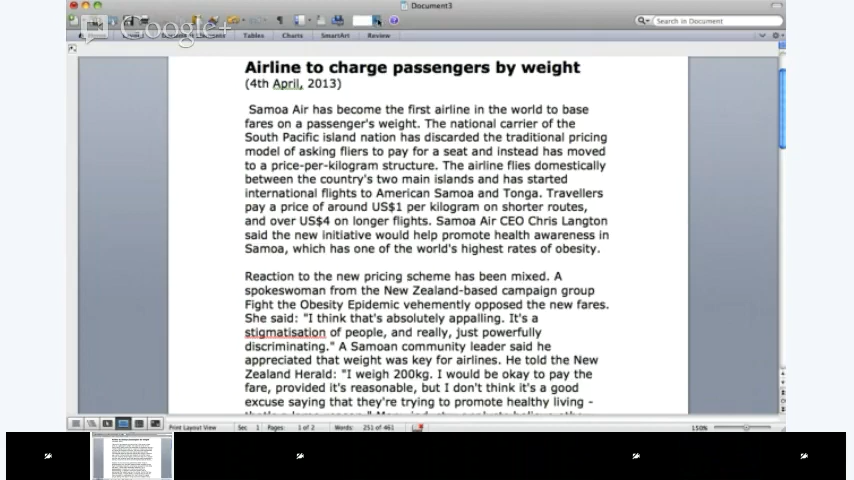 Document3
Search in Document
Google+
Tables
Charts
SmartArt
Review
Airline to charge passengers by weight
(4th April, 2013)
Samoa Air has become the first airline in the world to base
fares on a passenger's weight. The national carrier of the
South Pacific island nation has discarded the traditional pricing
model of asking fliers to pay for a seat and instead has moved
to a price-per-kilogram structure. The airline flies domestically
between the country's two main islands and has started
international flights to American Samoa and Tonga. Travellers
pay a price of around US$1 per kilogram on shorter routes,
and over US$4 on longer flights. Samoa Air CEO Chris Langton
said the new initiative would help promote health awareness in
Samoa, which has one of the world's highest rates of obesity.
Reaction to the new pricing scheme has been mixed. A
spokeswoman from the New Zealand-based campaign group
Fight the Obesity Epidemic vehemently opposed the new fares.
She said: "I think that's absolutely appalling. It's a
stigmatisation of people, and really, just powerfully
discriminating." A Samoan community leader said he
appreciated that weight was key for airlines. He told the New
Zealand Herald: "I weigh 200kg. I would be okay to pay the
fare, provided it's reasonable, but I don't think it's a good
excuse saying that they're trying to promote healthy living -
Print Layout View
Sec 1
Pages: 1 of 2
Words: 251 of 461
150%